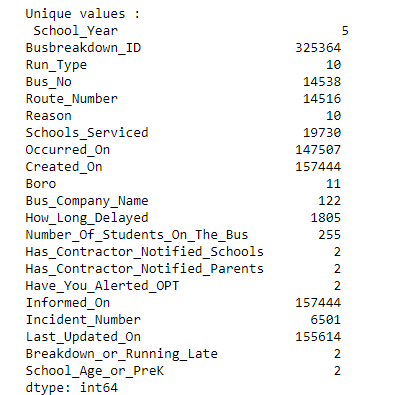 Unique values :
School_Year 5
Busbreakdown_ID 325364
Run_Type 10
Bus_No 14538
Route_Number 14516
Reason 10
Schools_Serviced 19730
Occurred_On 147507
Created_On 157444
Boro 11
Bus_Company_Name 122
How_Long_Delayed 1805
Number_Of_Students_On_The_Bus 255
Has_Contractor_Notified_Schools 2
Has_Contractor_Notified_Parents 2
Have_You_Alerted_OPT 2
Informed_On 157444
Incident_Number 6501
Last_Updated_On 155614
Breakdown_or_Running_Late 2
School_Age_or_PreK 2
dtype: int64